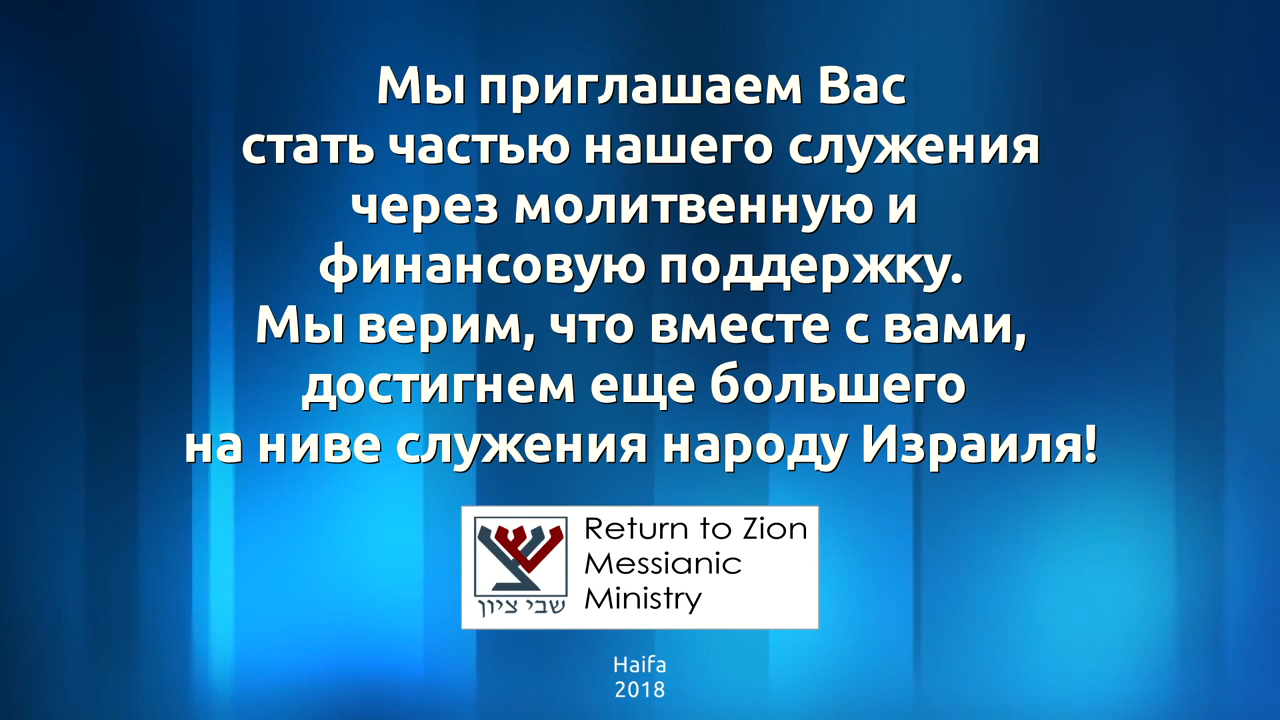 Мы приглашаем Вас
стать частью нашего служения
через молитвенную и
финансовую поддержку.
Мы верим, что вместе с вами,
достигнем еще большего
на ниве служения народу Израиля!
Return to Zion
Messianic
Ministry
שבי ציון
Haifa
2018